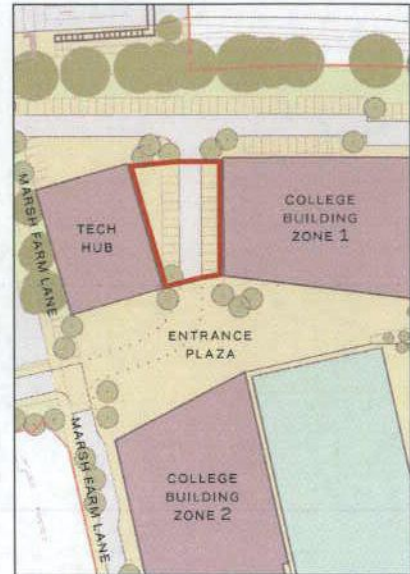 MARSH FARM LANE
TECH
HUB
COLLEGE
BUILDING
ZONE 1
ENTRANCE
PLAZA
MARSH FARM LANE
COLLEGE
BUILDING
ZONE 2